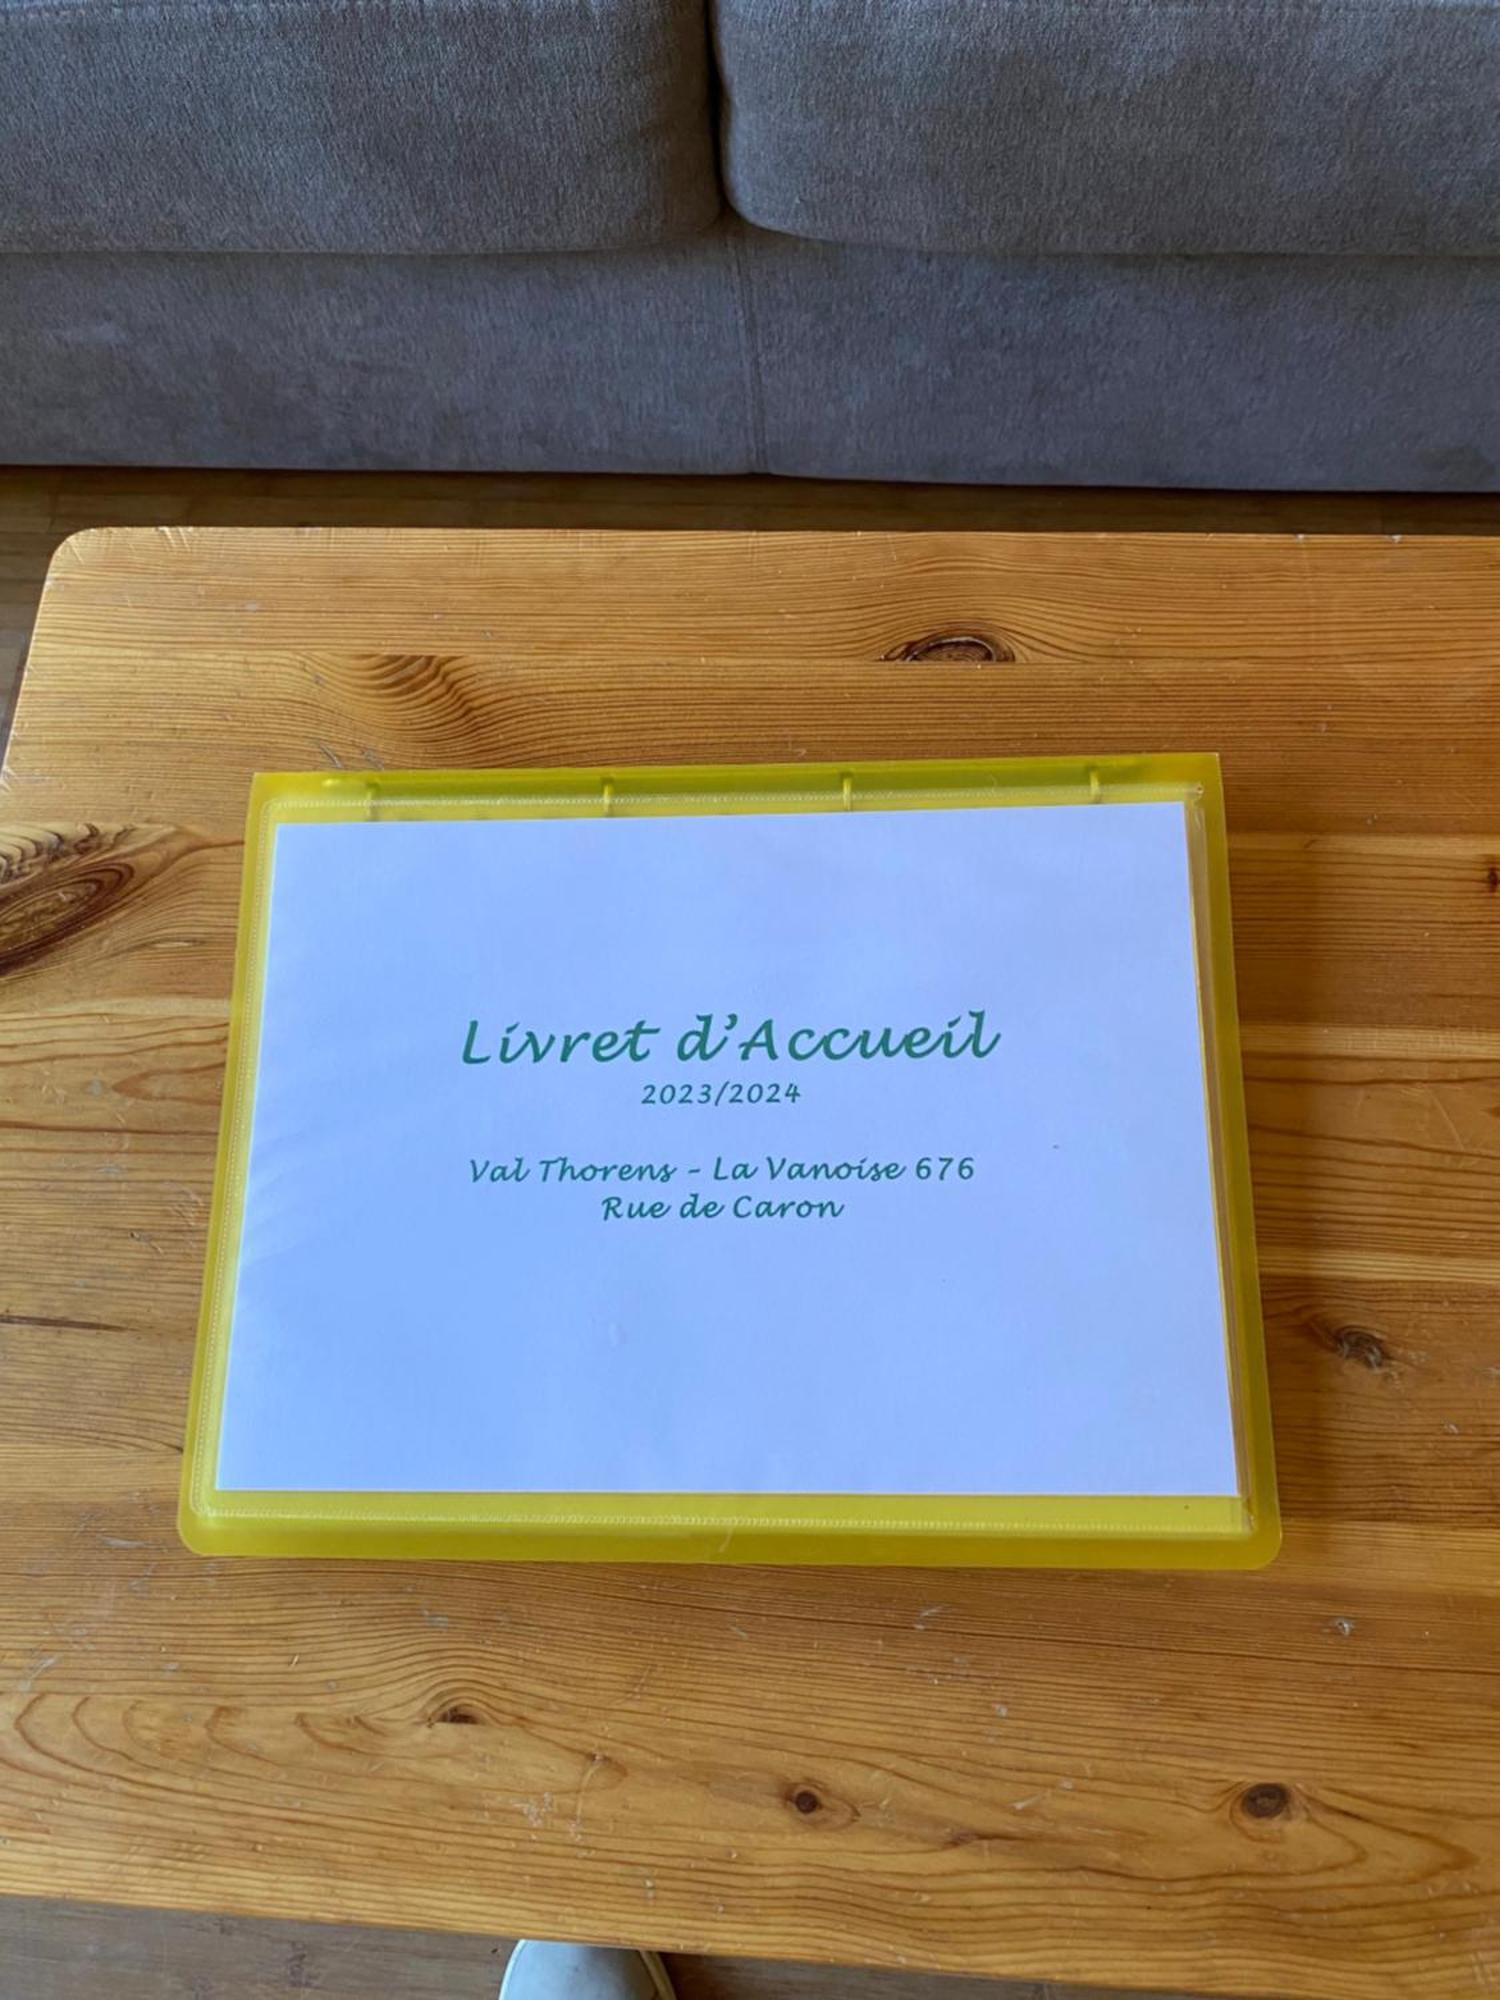 Livret d'Accueil
2023/2024
Val Thorens - La Vanoise 676
Rue de Caron